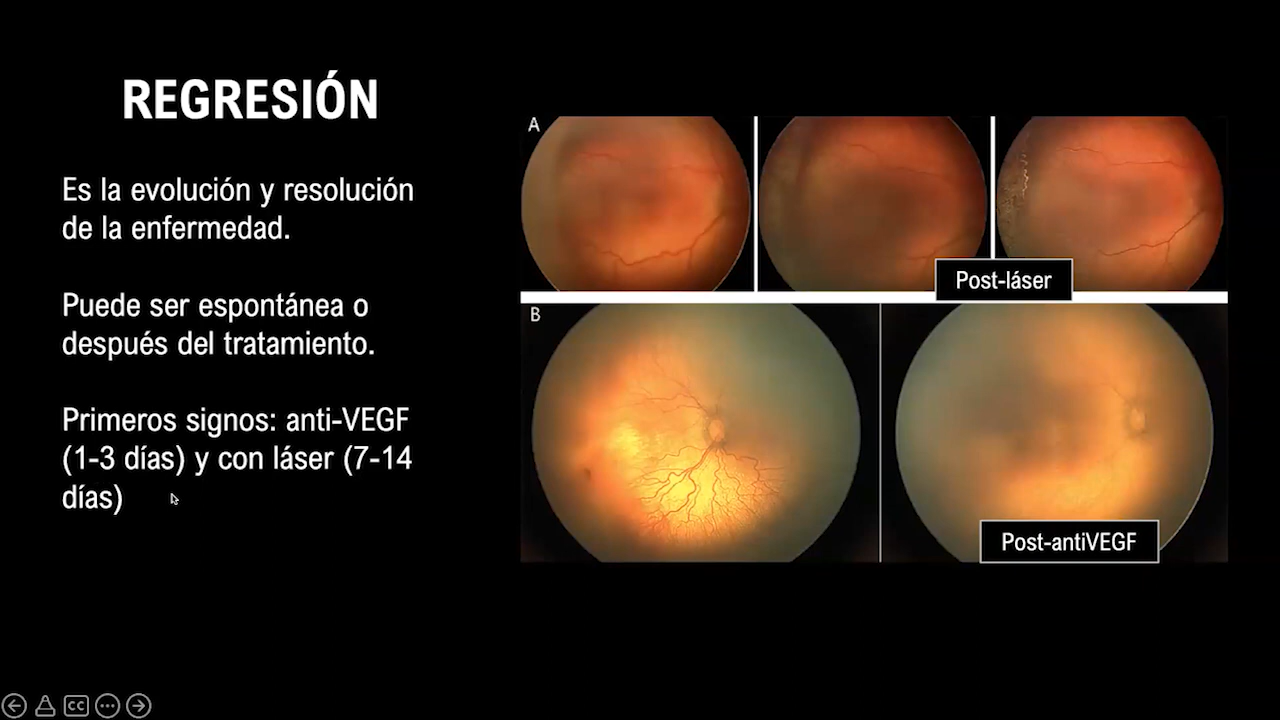 REGRESIÓN
Es la evolución y resolución
de la enfermedad.
Puede ser espontánea o
después del tratamiento.
Primeros signos: anti-VEGF
(1-3 días) y con láser (7-14
días)
A
Post-láser
B
Post-antiVEGF
CC